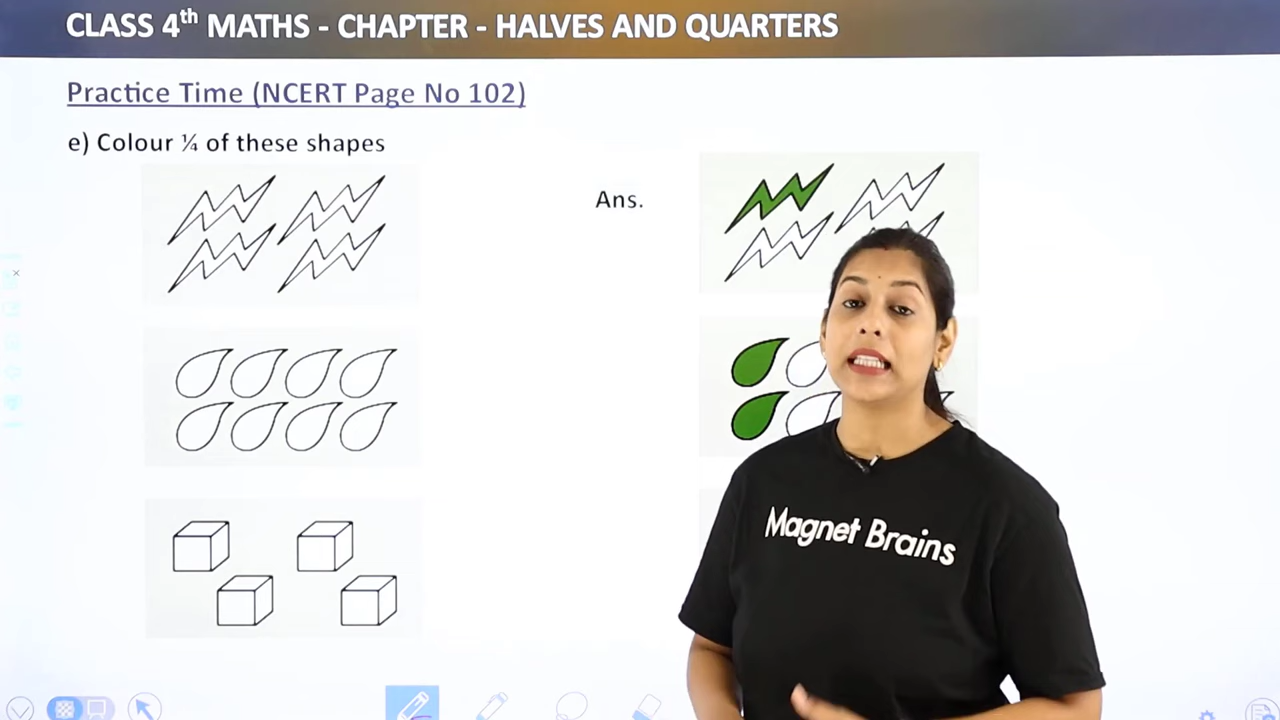 CLASS 4th MATHS - CHAPTER - HALVES AND QUARTERS
Practice Time (NCERT Page No 102)
e) Colour ¼ of these shapes
Ans.
Magnet Brains